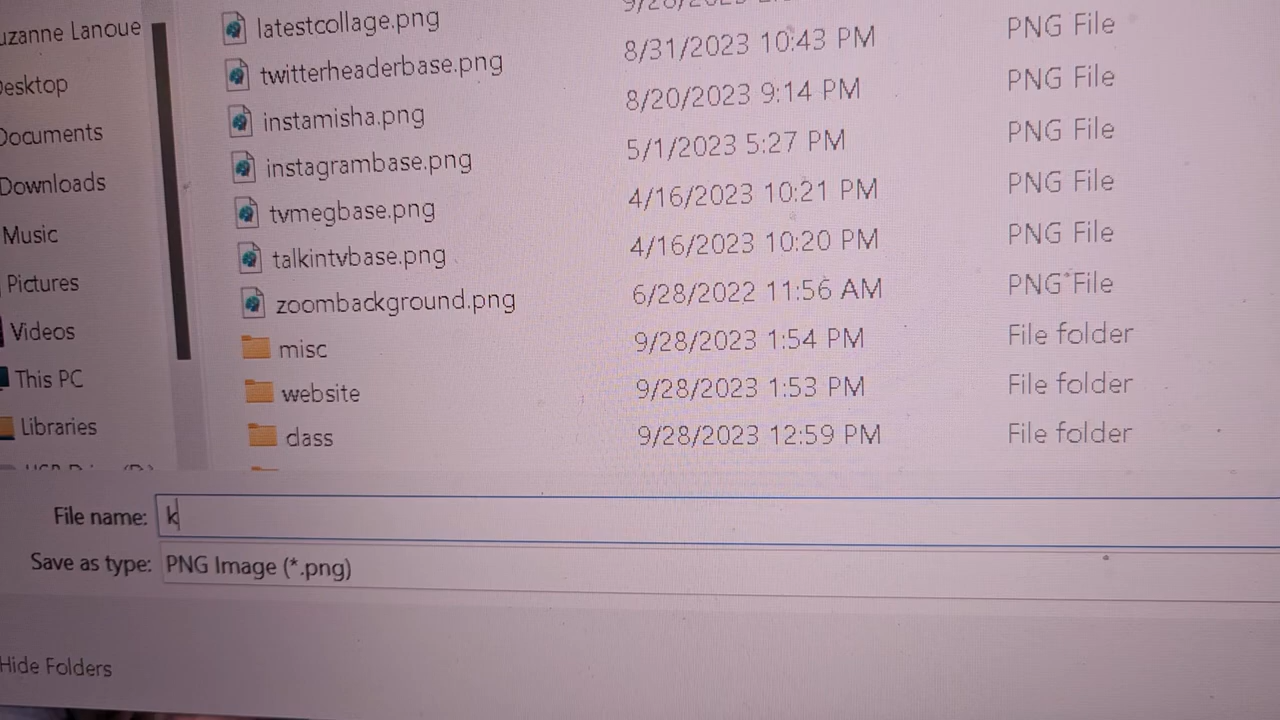 uzanne Lanoue
Desktop
Documents
Downloads
Music
Pictures
Videos
This PC
Libraries
latestcollage.png 8/31/2023 10:43 PM PNG File
twitterheaderbase.png 8/20/2023 9:14 PM PNG File
instamisha.png 5/1/2023 5:27 PM PNG File
instagrambase.png 4/16/2023 10:21 PM PNG File
tvmegbase.png 4/16/2023 10:20 PM PNG File
talkintvbase.png 6/28/2022 11:56 AM PNG File
zoombackground.png 9/28/2023 1:54 PM File folder
misc 9/28/2023 1:53 PM File folder
website 9/28/2023 12:59 PM File folder
class
File name: k
Save as type: PNG Image (*.png)
Hide Folders